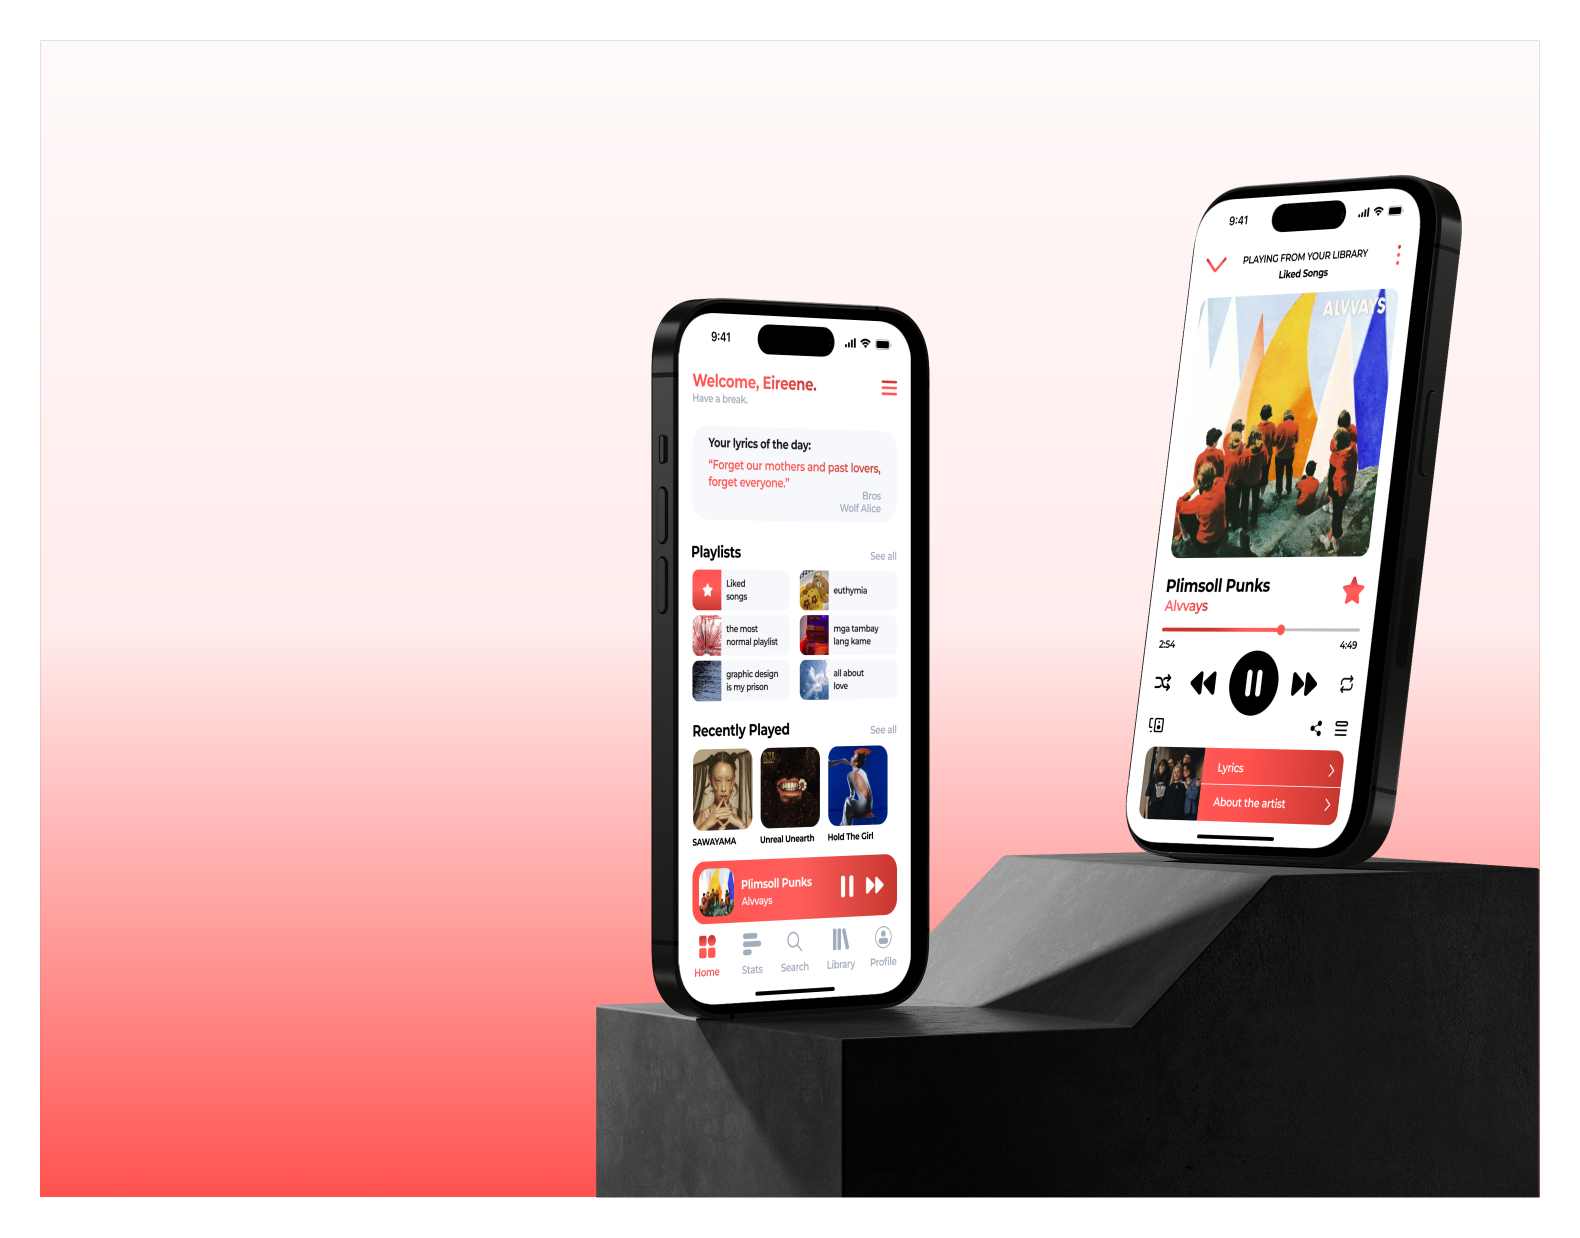 9:41
Welcome, Eireene.
Have a break.
Your lyrics of the day:
"Forget our mothers and past lovers,
forget everyone."
Bros
Wolf Alice
Playlists
See all
Liked
songs
euthymia
the most
normal playlist
mga tambay
lang kame
graphic design
is my prison
all about
love
Recently Played
See all
SAWAYAMA
Unreal Unearth
Hold The Girl
Plimsoll Punks
Alvvays
Home
Stats
Search
Library
Profile
9:41
PLAYING FROM YOUR LIBRARY
Liked Songs
ALVVAYS
Plimsoll Punks
Alvvays
2:54
4:49
Lyrics
About the artist